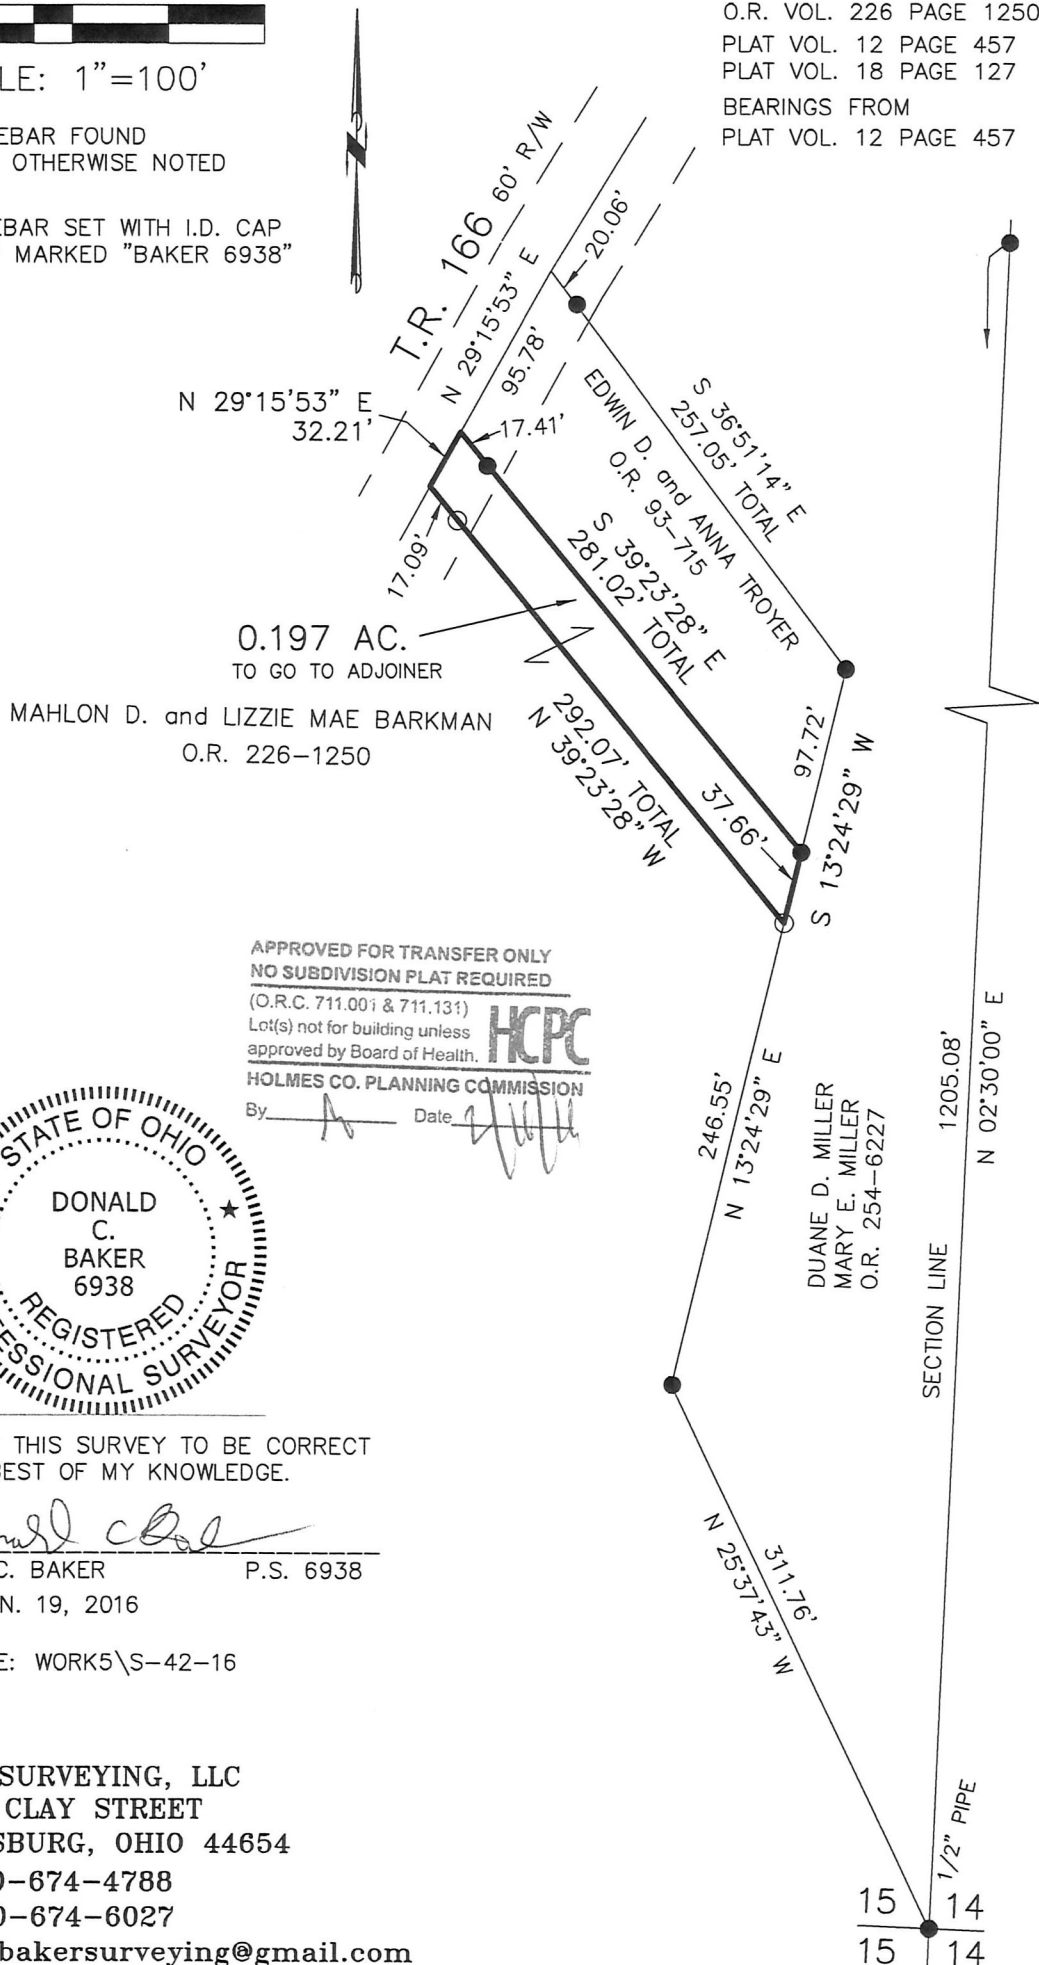 O.R. VOL. 226 PAGE 1250
PLAT VOL. 12 PAGE 457
PLAT VOL. 18 PAGE 127
BEARINGS FROM
PLAT VOL. 12 PAGE 457
LE: 1"=100'
EBAR FOUND
OTHERWISE NOTED
EBAR SET WITH I.D. CAP
MARKED "BAKER 6938"
N
T.R. 166 60' R/W
N 29°15'53" E
95.78'
20.06'
N 29°15'53" E
32.21'
17.41'
17.09'
S 36°51'14" E
257.05' TOTAL
EDWIN D. and ANNA TROYER
O.R. 93-715
S 39°23'28" E
281.02' TOTAL
0.197 AC.
TO GO TO ADJOINER
MAHLON D. and LIZZIE MAE BARKMAN
O.R. 226-1250
292.07' TOTAL
N 39°23'28" W
37.66'
97.72'
S 13°24'29" W
APPROVED FOR TRANSFER ONLY
NO SUBDIVISION PLAT REQUIRED
(O.R.C. 711.001 & 711.131)
Lot(s) not for building unless
approved by Board of Health.
HCPC
HOLMES CO. PLANNING COMMISSION
By Date
246.55'
N 13°24'29" E
DUANE D. MILLER
MARY E. MILLER
O.R. 254-6227
SECTION LINE 1205.08'
N 02°30'00" E
STATE OF OHIO
DONALD
C.
BAKER
6938
REGISTERED
ESSIONAL SURVEYOR
THIS SURVEY TO BE CORRECT
BEST OF MY KNOWLEDGE.
C. BAKER P.S. 6938
N. 19, 2016
E: WORK5\S-42-16
311.76'
N 25°37'43" W
SURVEYING, LLC
CLAY STREET
SBURG, OHIO 44654
0-674-4788
0-674-6027
bakersurveying@gmail.com
1/2" PIPE
15 14
15 14